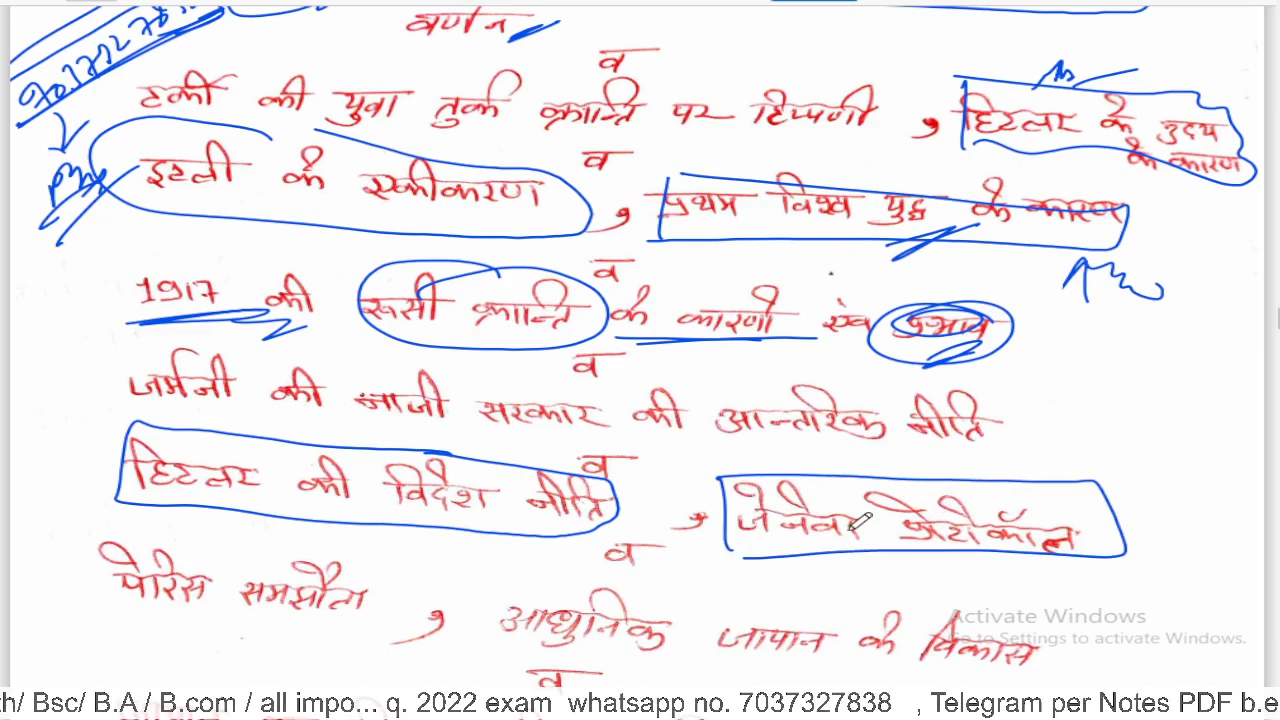 वर्णन
व
टर्की की युवा तुर्क क्रान्ति पर टिप्पणी , हिटलर के उदय
के कारण
व
इटली के एकीकरण , प्रथम विश्व युद्ध के कारण
व
1917 की रूसी क्रान्ति के कारणो एंव प्रभाव
व
जर्मनी की नाजी सरकार की आन्तरिक नीति
व
हिटलर की विदेश नीति , जेनेवा प्रोटोकॉल
व
पेरिस समझौता , आधुनिक जापान के विकास
व
Activate Windows
Go to Settings to activate Windows.
th/ Bsc/ B.A / B.com / all impo... q. 2022 exam whatsapp no. 7037327838 , Telegram per Notes PDF b.e